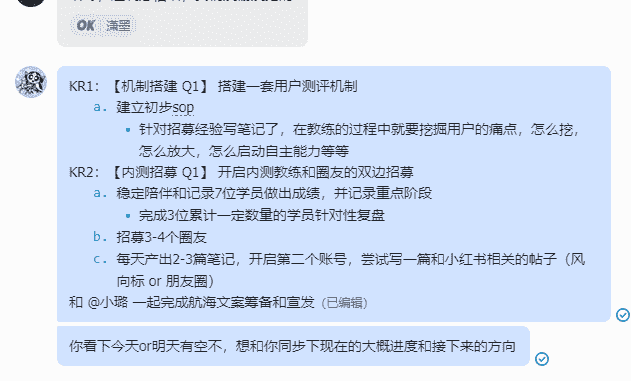 OK 潇墨
KR1：【机制搭建 Q1】 搭建一套用户测评机制
a. 建立初步sop
• 针对招募经验写笔记了，在教练的过程中就要挖掘用户的痛点，怎么挖，
怎么放大，怎么启动自主能力等等
KR2：【内测招募 Q1】 开启内测教练和圈友的双边招募
a. 稳定陪伴和记录7位学员做出成绩，并记录重点阶段
• 完成3位累计一定数量的学员针对性复盘
b. 招募3-4个圈友
c. 每天产出2-3篇笔记，开启第二个账号，尝试写一篇和小红书相关的帖子（风
向标 or 朋友圈）
和 @小璐 一起完成航海文案筹备和宣发 (已编辑)
你看下今天or明天有空不，想和你同步下现在的大概进度和接下来的方向